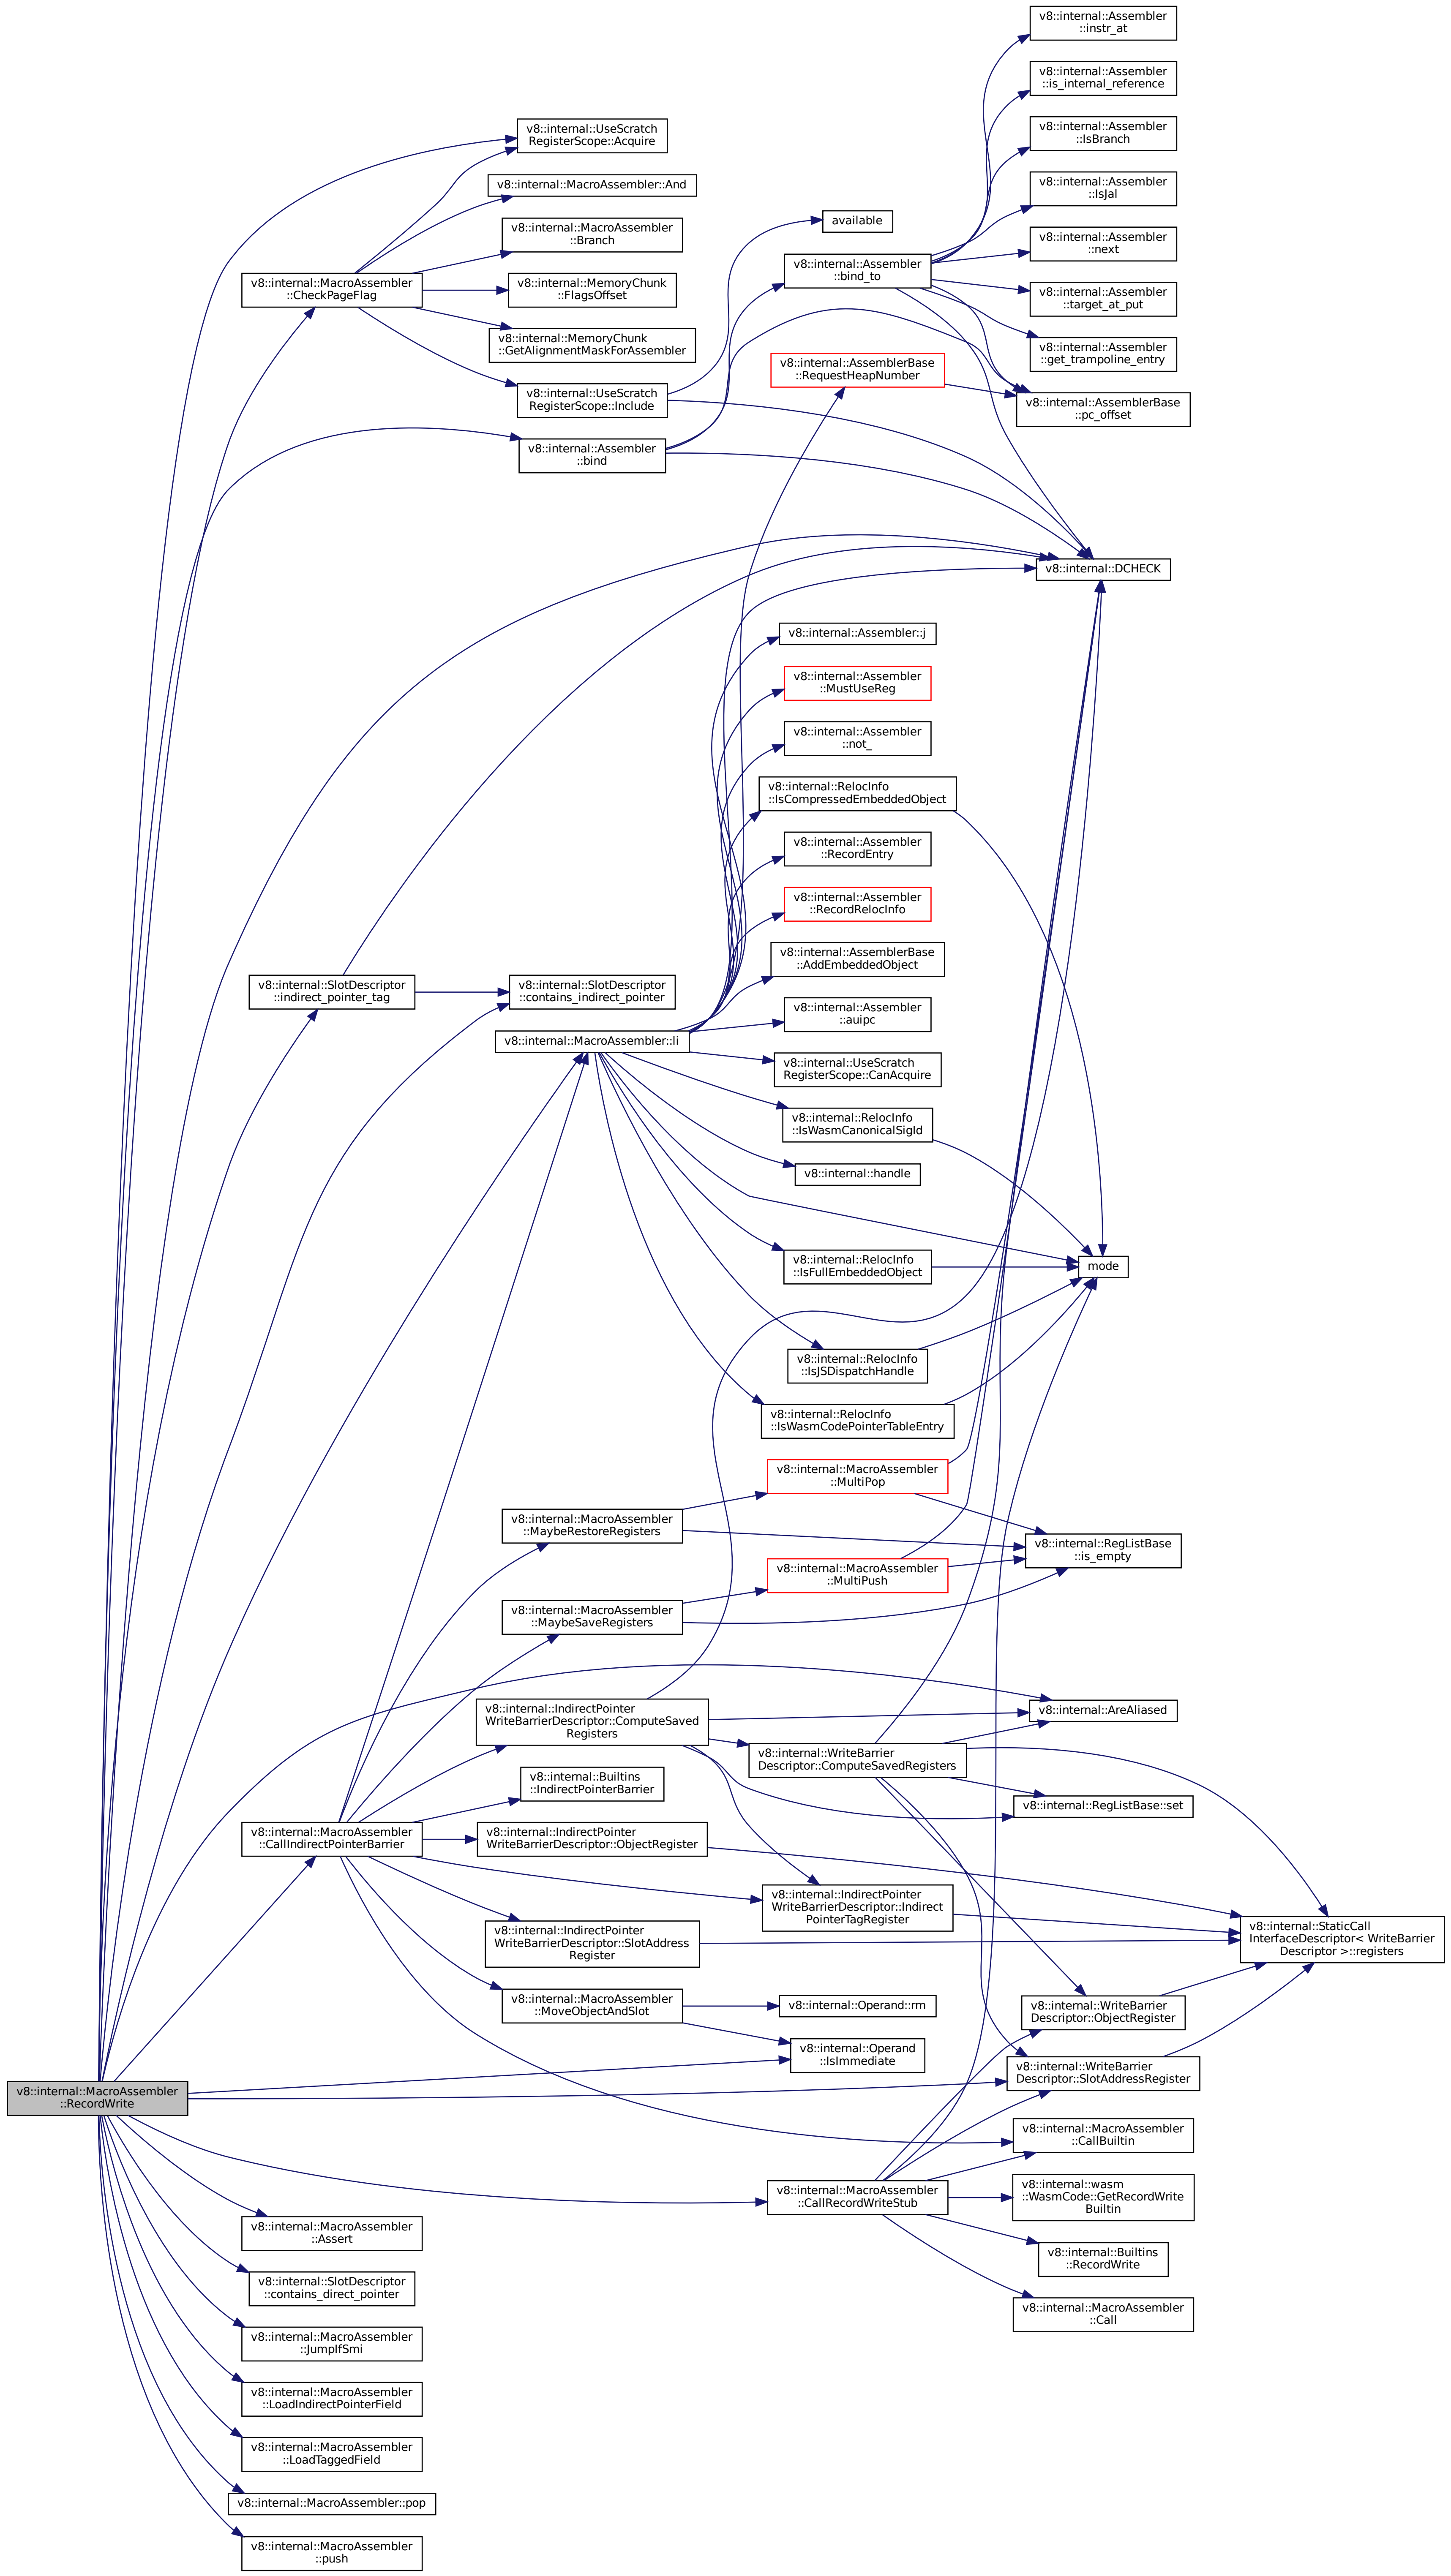 v8::internal::Assembler
::instr_at
v8::internal::Assembler
::is_internal_reference
v8::internal::UseScratch
RegisterScope::Acquire
v8::internal::Assembler
::IsBranch
v8::internal::MacroAssembler::And
v8::internal::Assembler
::IsJal
available
v8::internal::MacroAssembler
::Branch
v8::internal::Assembler
::next
v8::internal::Assembler
::bind_to
v8::internal::MacroAssembler
::CheckPageFlag
v8::internal::MemoryChunk
::FlagsOffset
v8::internal::Assembler
::target_at_put
v8::internal::MemoryChunk
::GetAlignmentMaskForAssembler
v8::internal::Assembler
::get_trampoline_entry
v8::internal::AssemblerBase
::RequestHeapNumber
v8::internal::UseScratch
RegisterScope::Include
v8::internal::AssemblerBase
::pc_offset
v8::internal::Assembler
::bind
v8::internal::DCHECK
v8::internal::Assembler::j
v8::internal::Assembler
::MustUseReg
v8::internal::Assembler
::not_
v8::internal::RelocInfo
::IsCompressedEmbeddedObject
v8::internal::Assembler
::RecordEntry
v8::internal::Assembler
::RecordRelocInfo
v8::internal::AssemblerBase
::AddEmbeddedObject
v8::internal::SlotDescriptor
::indirect_pointer_tag
v8::internal::SlotDescriptor
::contains_indirect_pointer
v8::internal::Assembler
::auipc
v8::internal::MacroAssembler::li
v8::internal::UseScratch
RegisterScope::CanAcquire
v8::internal::RelocInfo
::IsWasmCanonicalSigId
v8::internal::handle
v8::internal::RelocInfo
::IsFullEmbeddedObject
mode
v8::internal::RelocInfo
::IsJSDispatchHandle
v8::internal::RelocInfo
::IsWasmCodePointerTableEntry
v8::internal::MacroAssembler
::MultiPop
v8::internal::MacroAssembler
::MaybeRestoreRegisters
v8::internal::RegListBase
::is_empty
v8::internal::MacroAssembler
::MultiPush
v8::internal::MacroAssembler
::MaybeSaveRegisters
v8::internal::IndirectPointer
WriteBarrierDescriptor::ComputeSaved
Registers
v8::internal::AreAliased
v8::internal::WriteBarrier
Descriptor::ComputeSavedRegisters
v8::internal::Builtins
::IndirectPointerBarrier
v8::internal::RegListBase::set
v8::internal::MacroAssembler
::CallIndirectPointerBarrier
v8::internal::IndirectPointer
WriteBarrierDescriptor::ObjectRegister
v8::internal::IndirectPointer
WriteBarrierDescriptor::Indirect
PointerTagRegister
v8::internal::IndirectPointer
WriteBarrierDescriptor::SlotAddress
Register
v8::internal::StaticCall
InterfaceDescriptor< WriteBarrier
Descriptor >::registers
v8::internal::MacroAssembler
::MoveObjectAndSlot
v8::internal::Operand::rm
v8::internal::WriteBarrier
Descriptor::ObjectRegister
v8::internal::Operand
::IsImmediate
v8::internal::WriteBarrier
Descriptor::SlotAddressRegister
v8::internal::MacroAssembler
::RecordWrite
v8::internal::MacroAssembler
::CallBuiltin
v8::internal::MacroAssembler
::CallRecordWriteStub
v8::internal::wasm
::WasmCode::GetRecordWrite
Builtin
v8::internal::MacroAssembler
::Assert
v8::internal::Builtins
::RecordWrite
v8::internal::SlotDescriptor
::contains_direct_pointer
v8::internal::MacroAssembler
::Call
v8::internal::MacroAssembler
::JumpIfSmi
v8::internal::MacroAssembler
::LoadIndirectPointerField
v8::internal::MacroAssembler
::LoadTaggedField
v8::internal::MacroAssembler::pop
v8::internal::MacroAssembler
::push